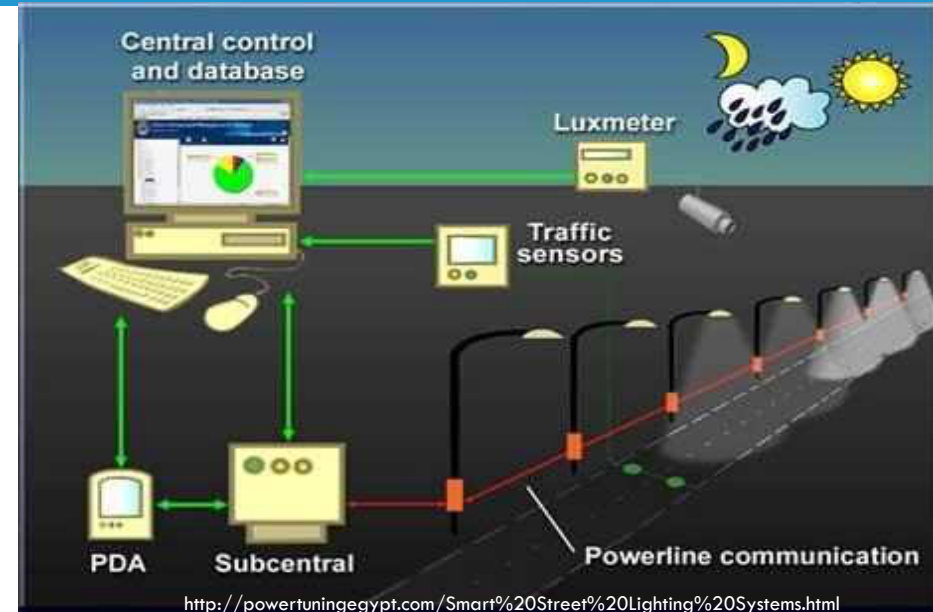 Central control
and database
Luxmeter
Traffic
sensors
PDA
Subcentral
Powerline communication
http://powertuningegypt.com/Smart%20Street%20Lighting%20Systems.html